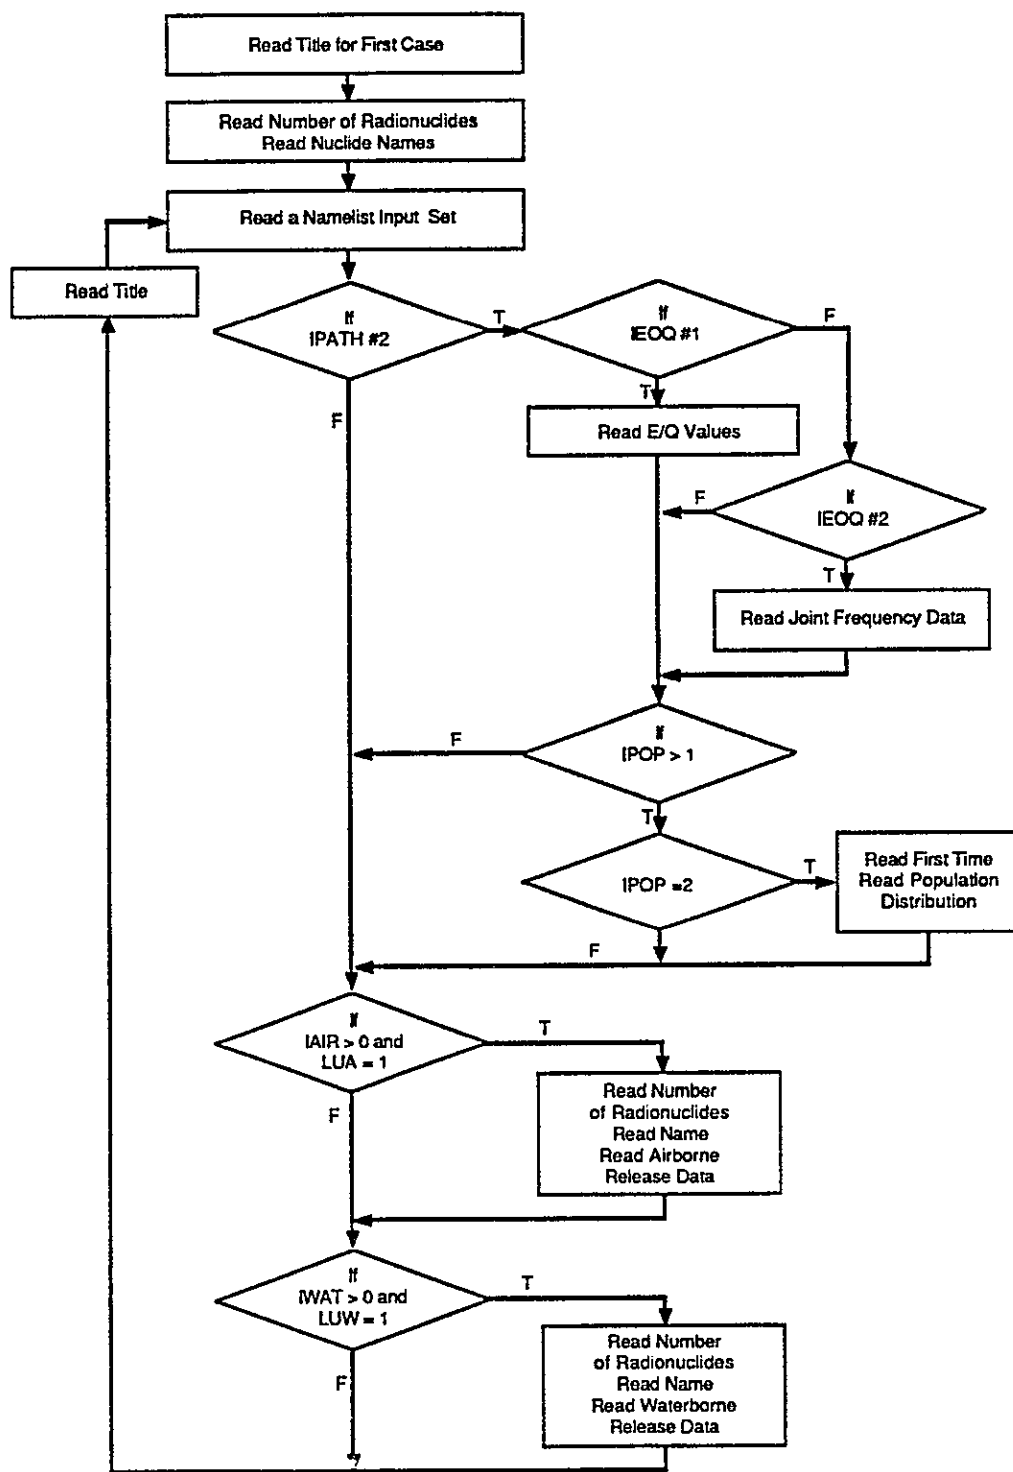 Read Title for First Case
Read Number of Radionuclides
Read Nuclide Names
Read a Namelist Input Set
Read Title
If
IPATH #2
T
F
If
IEOQ #1
F
T
Read E/Q Values
If
IEOQ #2
F
T
Read Joint Frequency Data
If
IPOP > 1
F
T
IPOP =2
T
F
Read First Time
Read Population
Distribution
If
IAIR > 0 and
LUA = 1
T
F
Read Number
of Radionuclides
Read Name
Read Airborne
Release Data
If
IWAT > 0 and
LUW = 1
T
F
Read Number
of Radionuclides
Read Name
Read Waterborne
Release Data